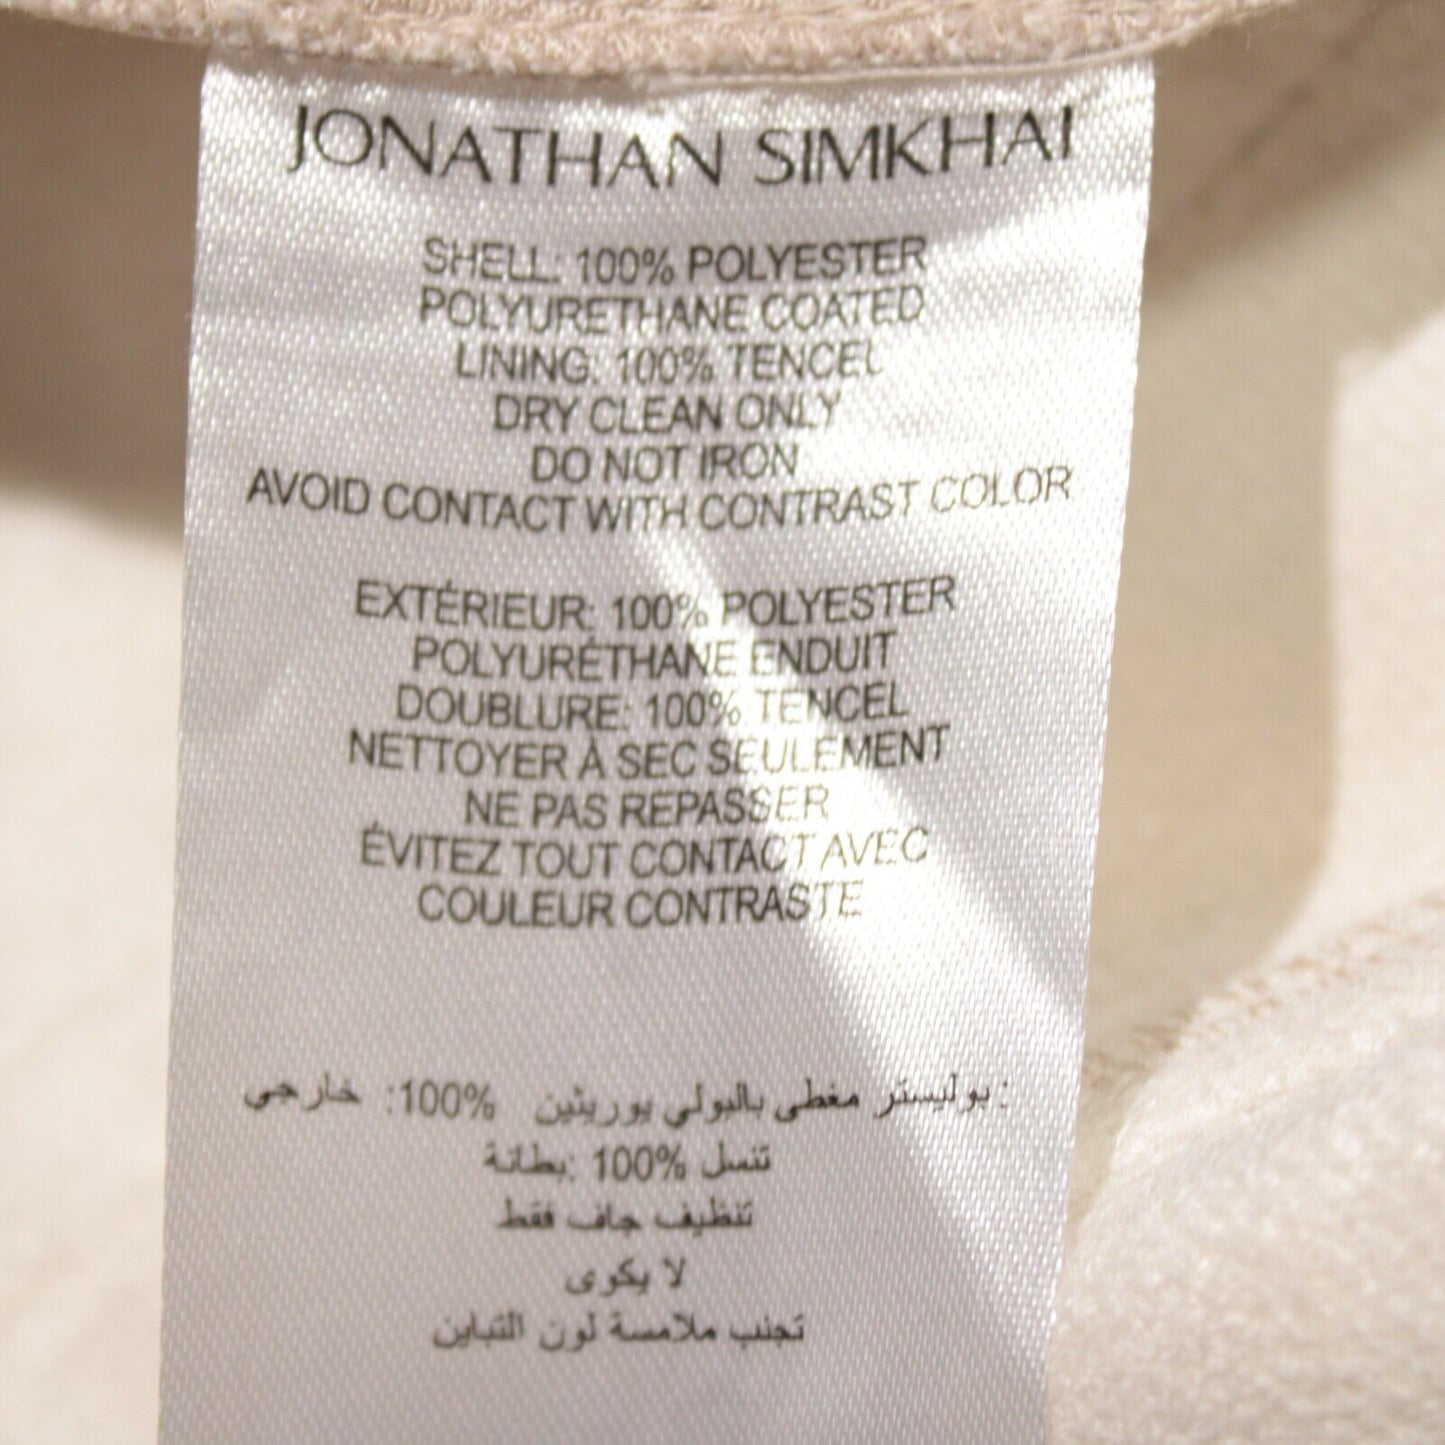 JONATHAN SIMKHAI
SHELL: 100% POLYESTER
POLYURETHANE COATED
LINING: 100% TENCEL
DRY CLEAN ONLY
DO NOT IRON
AVOID CONTACT WITH CONTRAST COLOR
EXTÉRIEUR: 100% POLYESTER
POLYURÉTHANE ENDUIT
DOUBLURE: 100% TENCEL
NETTOYER À SEC SEULEMENT
NE PAS REPASSER
ÉVITEZ TOUT CONTACT AVEC
COULEUR CONTRASTE
: بوليستر مغطى بالبولي يوريثين 100%: خارجي
تنسل 100% :بطانة
تنظيف جاف فقط
لا يكوى
تجنب ملامسة لون التباين